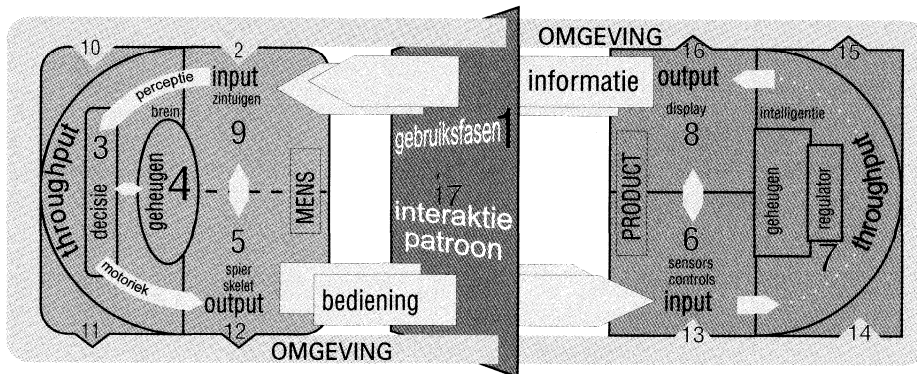 10
2
OMGEVING
16
15
perceptie
input
zintuigen
informatie
output
brein
display
intelligentie
throughput
3
decisie
geheugen
4
9
MENS
gebruiksfasen
1
17
interaktie
patroon
PRODUCT
8
geheugen
regulator
7
throughput
motoriek
5
spier
skelet
output
bediening
6
sensors
controls
input
11
12
OMGEVING
13
14